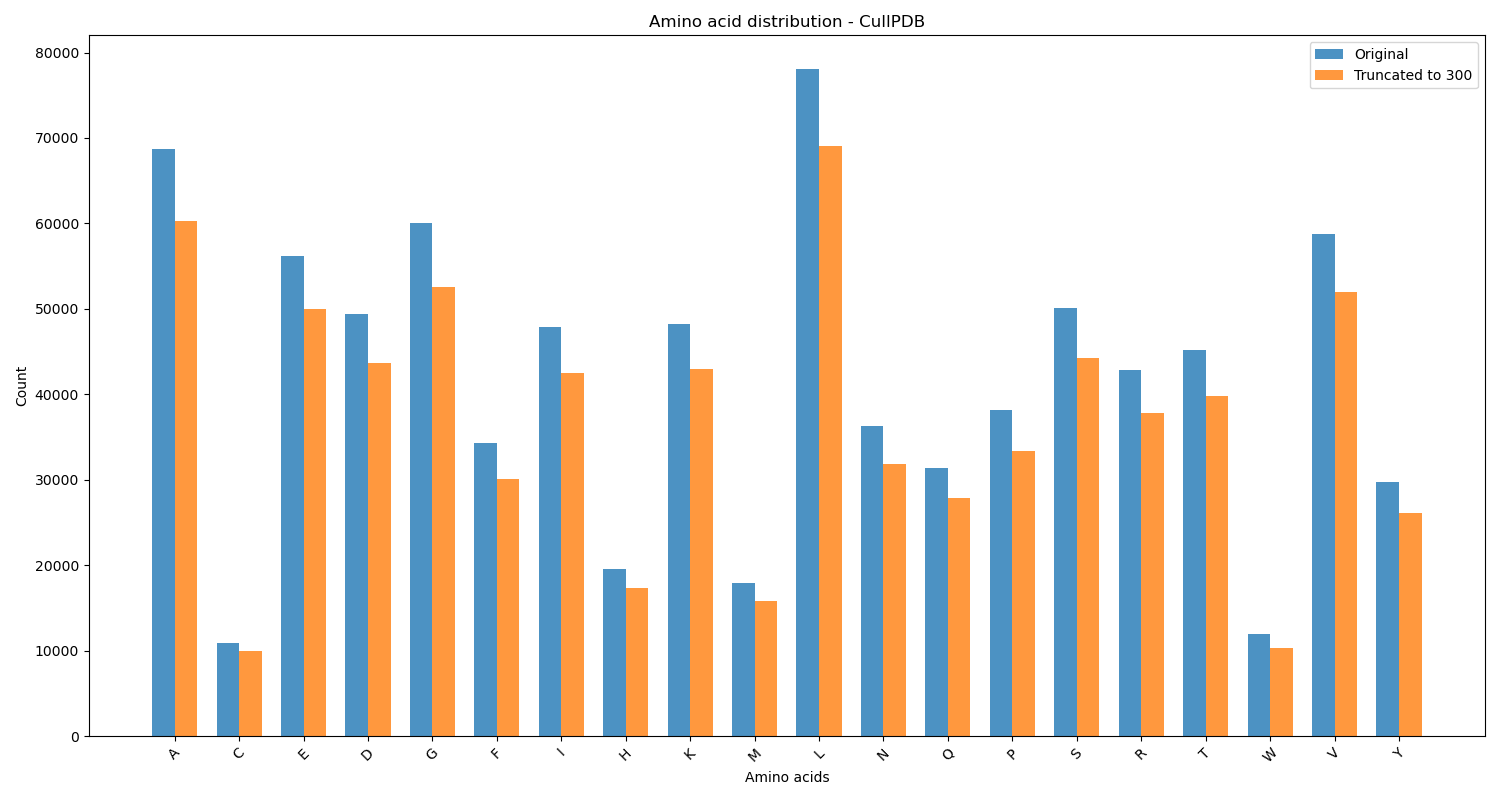 Amino acid distribution - CullPDB
Original
Truncated to 300
80000
70000
60000
50000
40000
30000
20000
10000
0
Count
A C E D G F I H K M L N Q P S R T W V Y
Amino acids